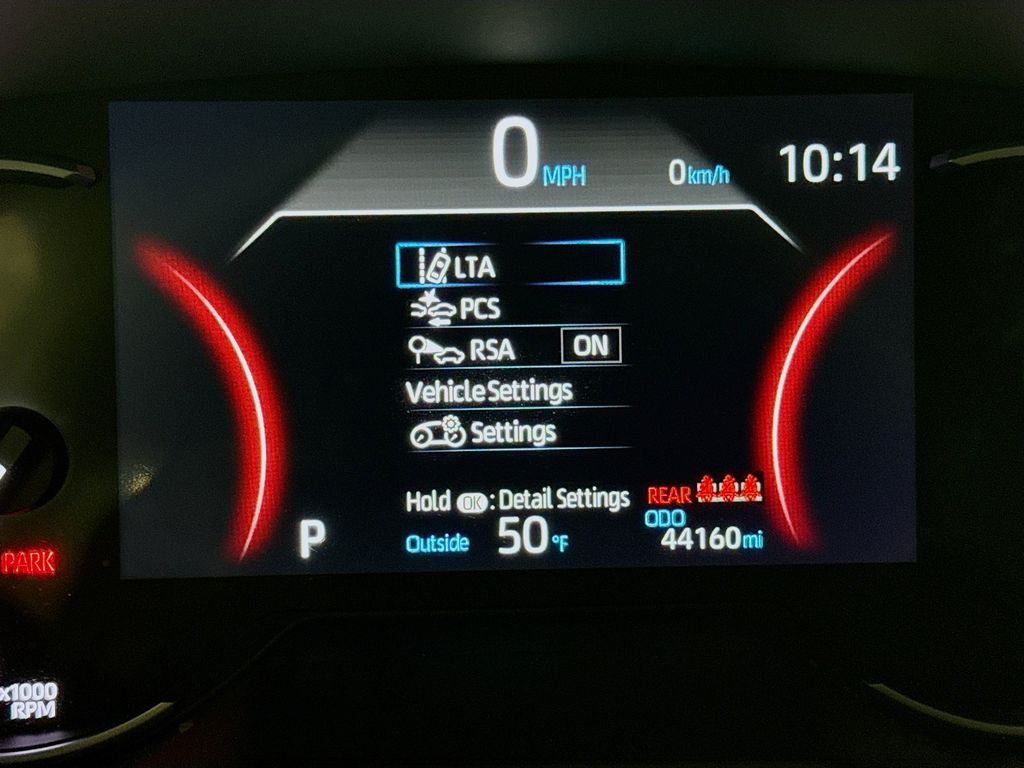 0 MPH 0 km/h 10:14
LTA
PCS
RSA ON
Vehicle Settings
Settings
Hold OK : Detail Settings REAR
ODO
P Outside 50 °F 44160 mi
PARK
x1000
RPM